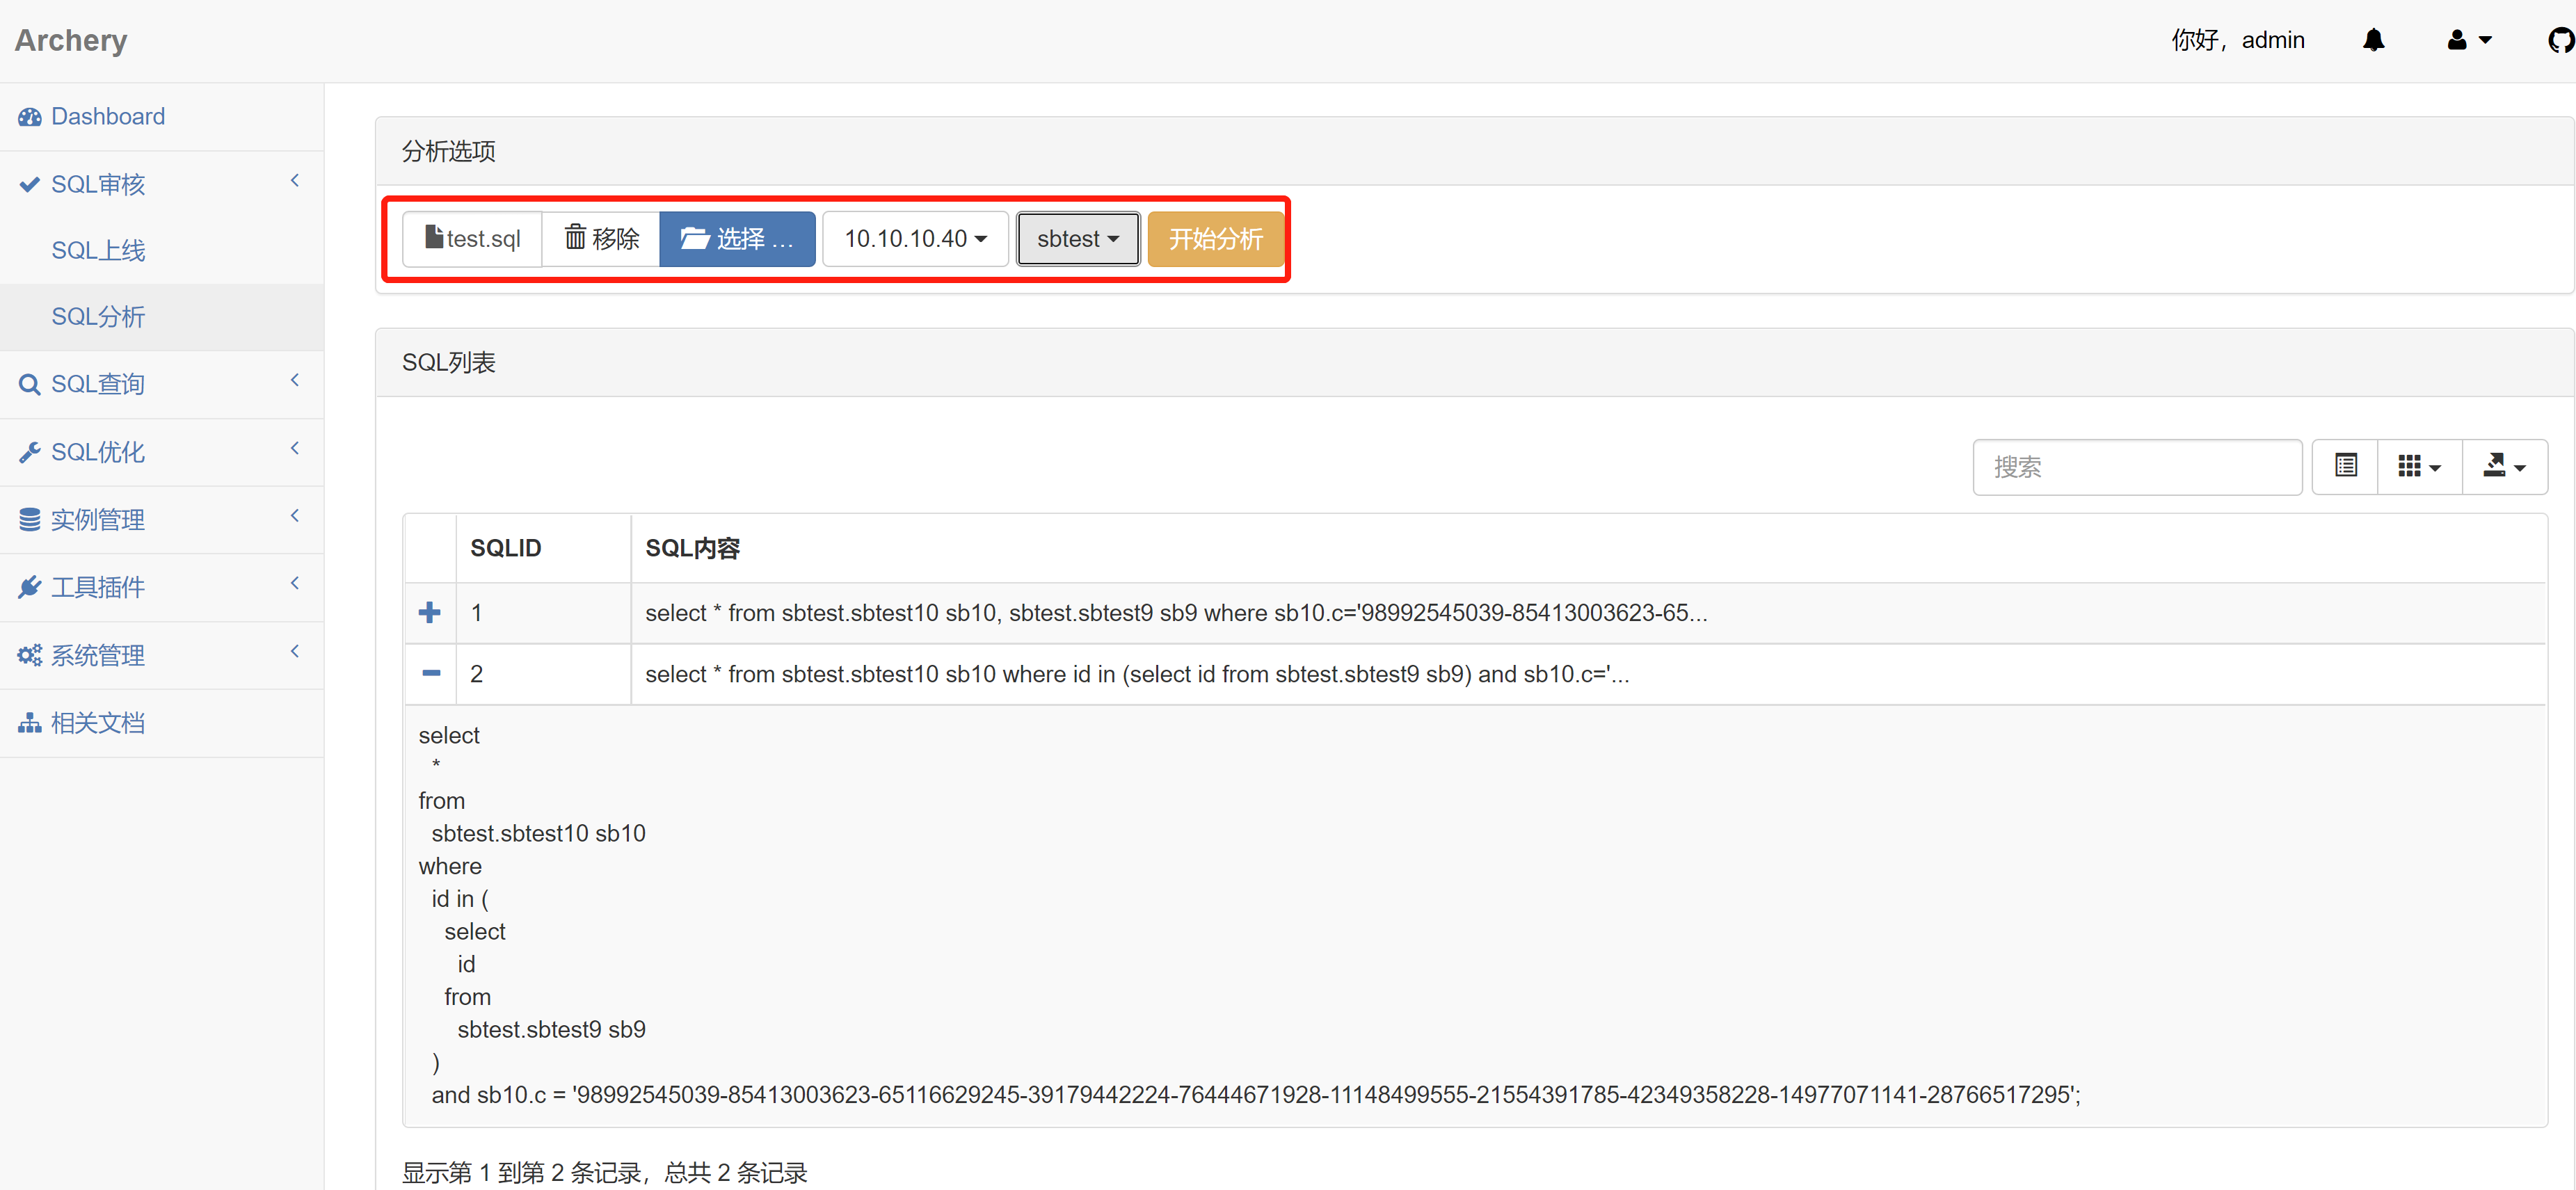 Archery
你好，admin
Dashboard
SQL审核
SQL上线
SQL分析
SQL查询
SQL优化
实例管理
工具插件
系统管理
相关文档
分析选项
test.sql 移除 选择 ... 10.10.10.40 sbtest 开始分析
SQL列表
搜索
SQLID SQL内容
1 select * from sbtest.sbtest10 sb10, sbtest.sbtest9 sb9 where sb10.c='98992545039-85413003623-65...
2 select * from sbtest.sbtest10 sb10 where id in (select id from sbtest.sbtest9 sb9) and sb10.c='...
select
*
from
sbtest.sbtest10 sb10
where
id in (
select
id
from
sbtest.sbtest9 sb9
)
and sb10.c = '98992545039-85413003623-65116629245-39179442224-76444671928-11148499555-21554391785-42349358228-14977071141-28766517295';
显示第 1 到第 2 条记录，总共 2 条记录